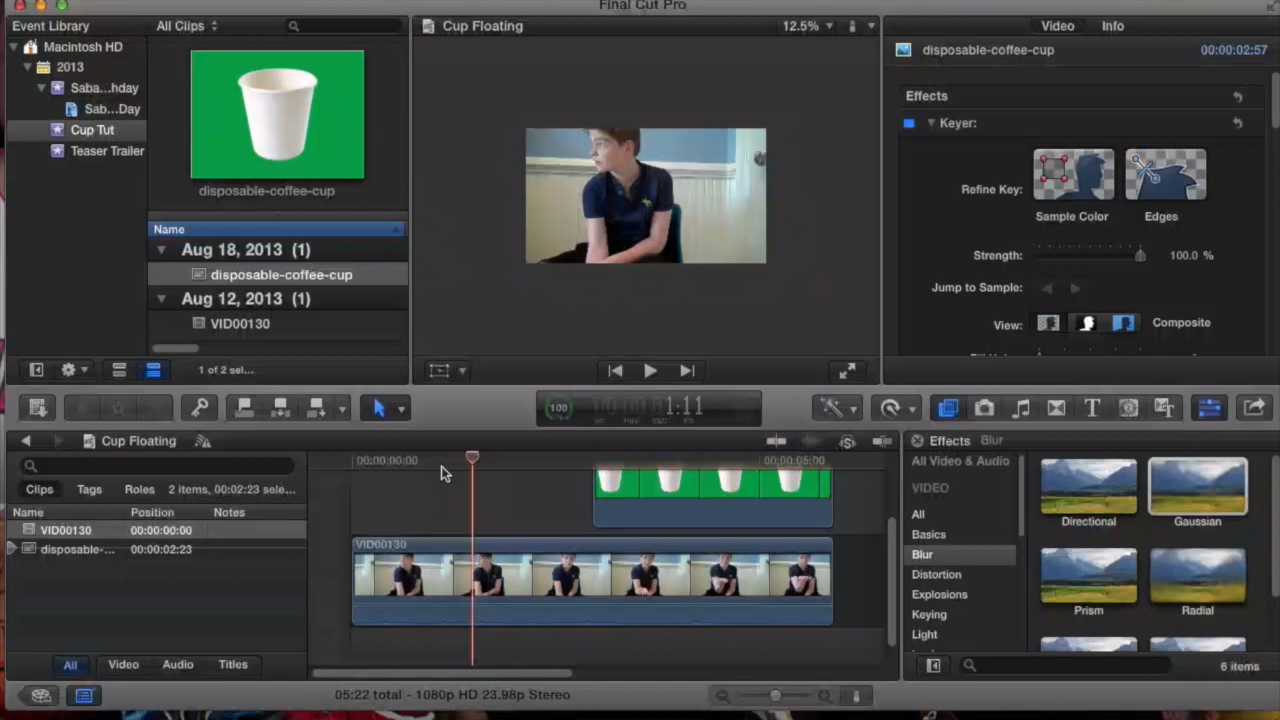 Final Cut Pro
Event Library
All Clips
Macintosh HD
2013
Saba...hday
Sab...Day
Cup Tut
Teaser Trailer
disposable-coffee-cup
Name
Aug 18, 2013 (1)
disposable-coffee-cup
Aug 12, 2013 (1)
VID00130
1 of 2 sel...
Cup Floating
12.5%
Video
Info
disposable-coffee-cup
00:00:02:57
Effects
Keyer:
Refine Key:
Sample Color
Edges
Strength:
100.0 %
Jump to Sample:
View:
Composite
100
1:11
Cup Floating
Clips
Tags
Roles
2 items, 00:02:23 sele...
Name
Position
Notes
VID00130
00:00:00:00
disposable-...
00:00:02:23
All
Video
Audio
Titles
00:00:00:00
00:00:05:00
VID00130
Effects
Blur
All Video & Audio
VIDEO
All
Basics
Blur
Distortion
Explosions
Keying
Light
Directional
Gaussian
Prism
Radial
6 items
05:22 total - 1080p HD 23.98p Stereo